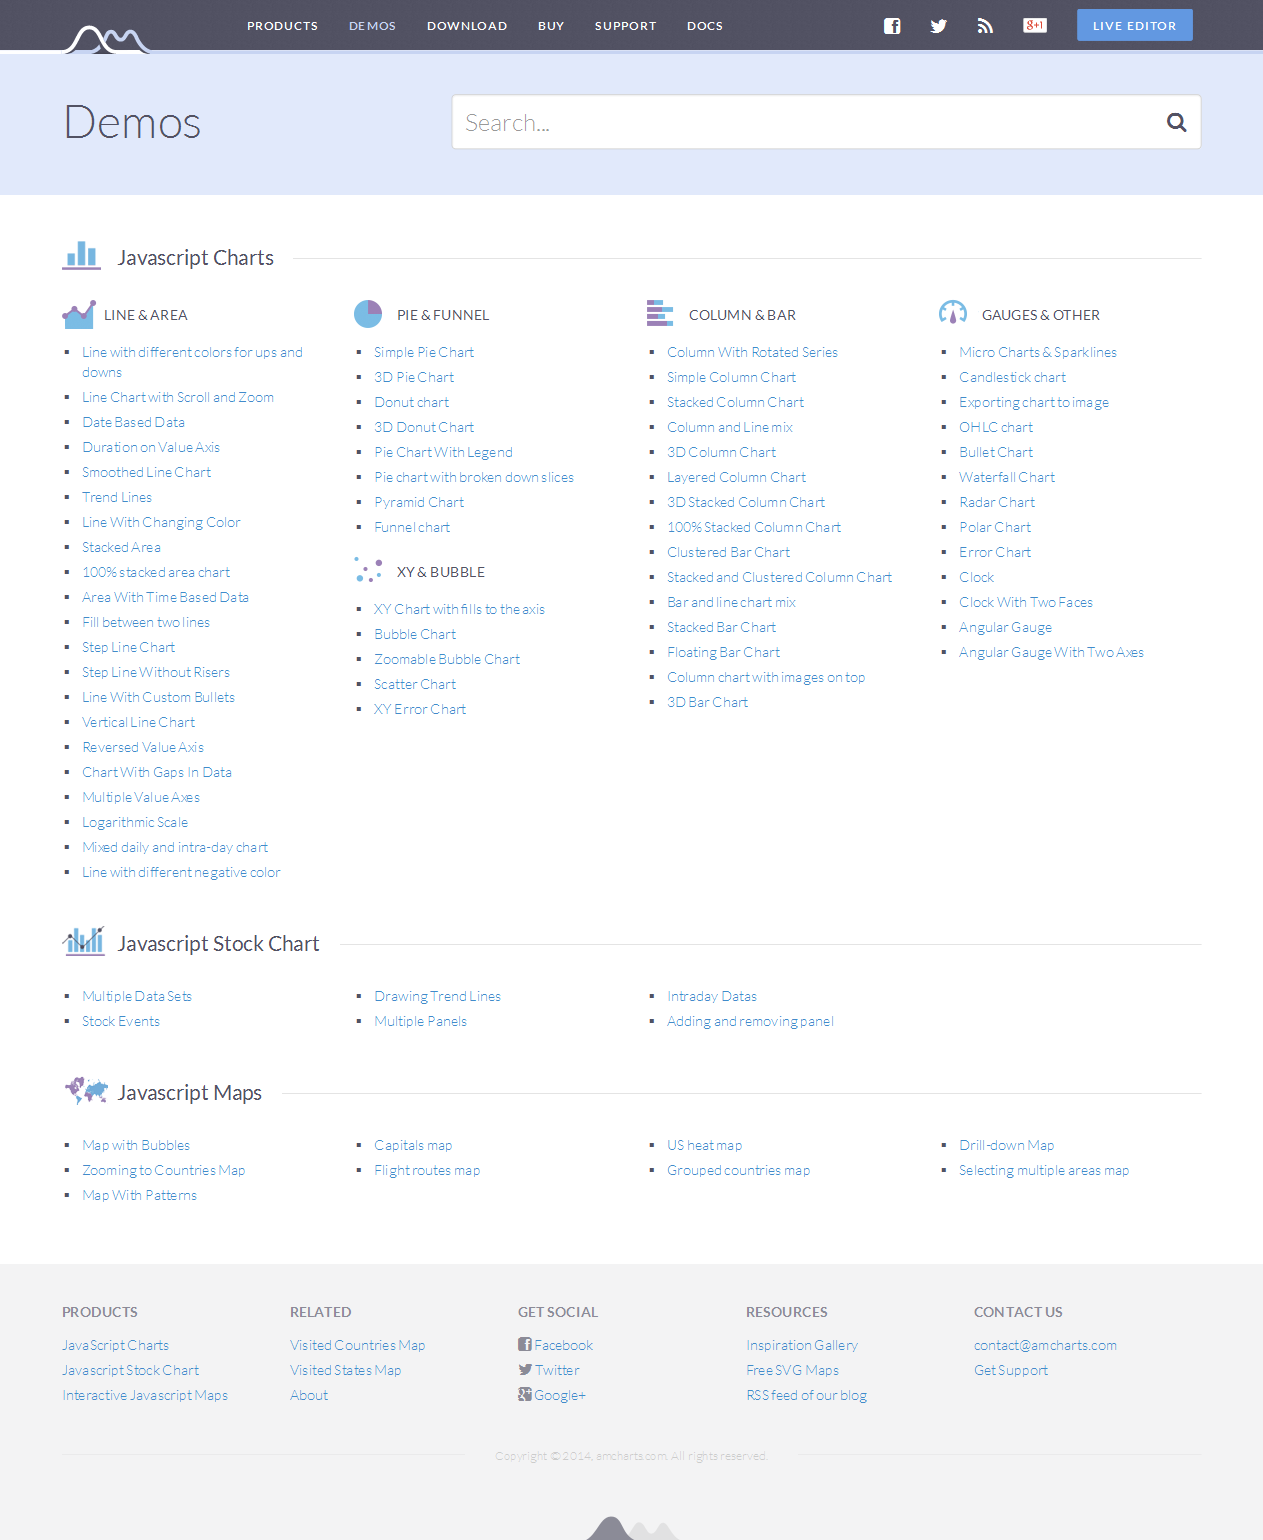 PRODUCTS DEMOS DOWNLOAD BUY SUPPORT DOCS g+1 LIVE EDITOR
Demos
Search...
Javascript Charts
LINE & AREA
Line with different colors for ups and
downs
Line Chart with Scroll and Zoom
Date Based Data
Duration on Value Axis
Smoothed Line Chart
Trend Lines
Line With Changing Color
Stacked Area
100% stacked area chart
Area With Time Based Data
Fill between two lines
Step Line Chart
Step Line Without Risers
Line With Custom Bullets
Vertical Line Chart
Reversed Value Axis
Chart With Gaps In Data
Multiple Value Axes
Logarithmic Scale
Mixed daily and intra-day chart
Line with different negative color
PIE & FUNNEL
Simple Pie Chart
3D Pie Chart
Donut chart
3D Donut Chart
Pie Chart With Legend
Pie chart with broken down slices
Pyramid Chart
Funnel chart
XY & BUBBLE
XY Chart with fills to the axis
Bubble Chart
Zoomable Bubble Chart
Scatter Chart
XY Error Chart
COLUMN & BAR
Column With Rotated Series
Simple Column Chart
Stacked Column Chart
Column and Line mix
3D Column Chart
Layered Column Chart
3D Stacked Column Chart
100% Stacked Column Chart
Clustered Bar Chart
Stacked and Clustered Column Chart
Bar and line chart mix
Stacked Bar Chart
Floating Bar Chart
Column chart with images on top
3D Bar Chart
GAUGES & OTHER
Micro Charts & Sparklines
Candlestick chart
Exporting chart to image
OHLC chart
Bullet Chart
Waterfall Chart
Radar Chart
Polar Chart
Error Chart
Clock
Clock With Two Faces
Angular Gauge
Angular Gauge With Two Axes
Javascript Stock Chart
Multiple Data Sets
Stock Events
Drawing Trend Lines
Multiple Panels
Intraday Datas
Adding and removing panel
Javascript Maps
Map with Bubbles
Zooming to Countries Map
Map With Patterns
Capitals map
Flight routes map
US heat map
Grouped countries map
Drill-down Map
Selecting multiple areas map
PRODUCTS
JavaScript Charts
Javascript Stock Chart
Interactive Javascript Maps
RELATED
Visited Countries Map
Visited States Map
About
GET SOCIAL
Facebook
Twitter
Google+
RESOURCES
Inspiration Gallery
Free SVG Maps
RSS feed of our blog
CONTACT US
contact@amcharts.com
Get Support
Copyright © 2014, amcharts.com. All rights reserved.